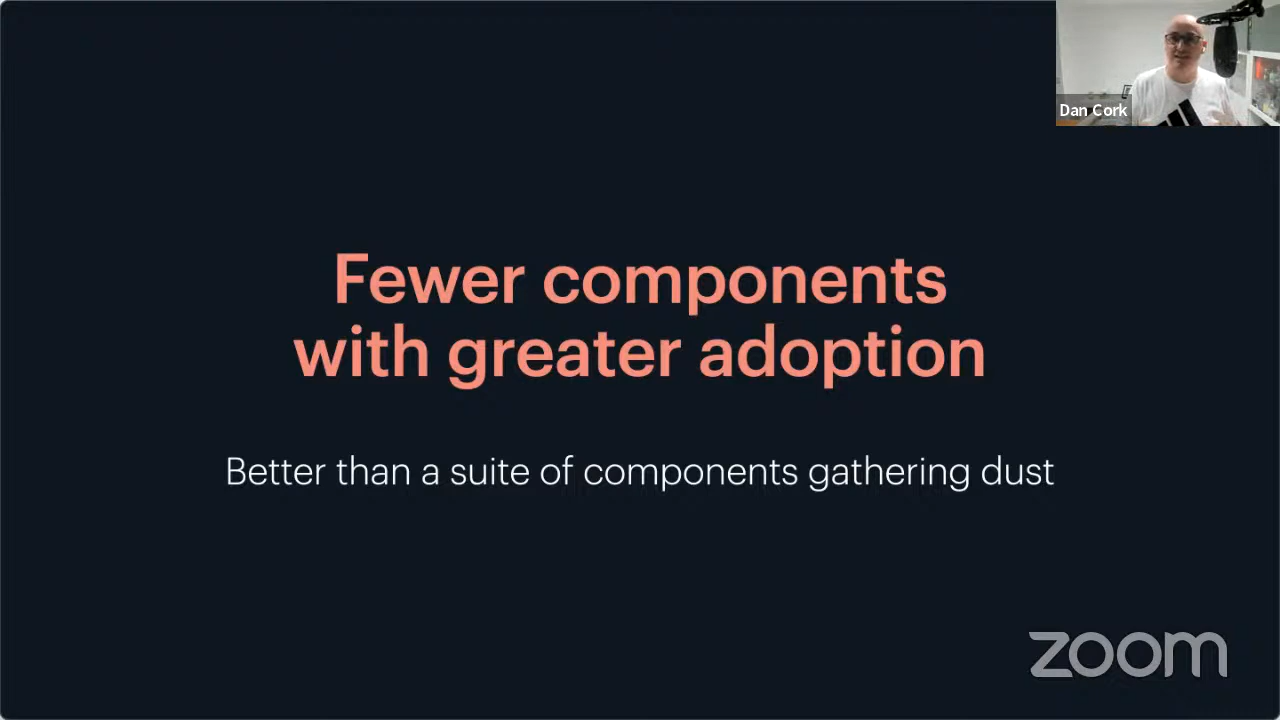 Dan Cork
Fewer components
with greater adoption
Better than a suite of components gathering dust
zoom